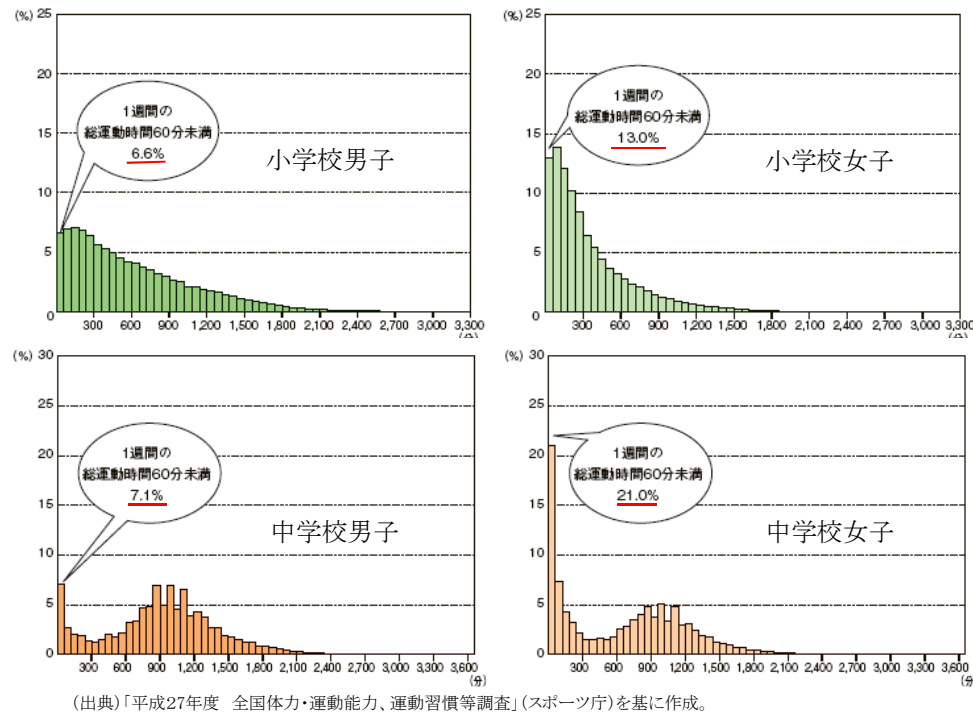 (%) 25
20
15
10
5
0
1週間の
総運動時間60分未満
6.6%
小学校男子
300 600 900 1,200 1,500 1,800 2,100 2,400 2,700 3,000 3,300
(分)
(%) 25
20
15
10
5
0
1週間の
総運動時間60分未満
13.0%
小学校女子
300 600 900 1,200 1,500 1,800 2,100 2,400 2,700 3,000 3,300
(分)
(%) 30
25
20
15
10
5
0
1週間の
総運動時間60分未満
7.1%
中学校男子
300 600 900 1,200 1,500 1,800 2,100 2,400 2,700 3,000 3,300 3,600
(分)
(%) 30
25
20
15
10
5
0
1週間の
総運動時間60分未満
21.0%
中学校女子
300 600 900 1,200 1,500 1,800 2,100 2,400 2,700 3,000 3,300 3,600
(分)
(出典)「平成27年度 全国体力・運動能力、運動習慣等調査」(スポーツ庁)を基に作成。